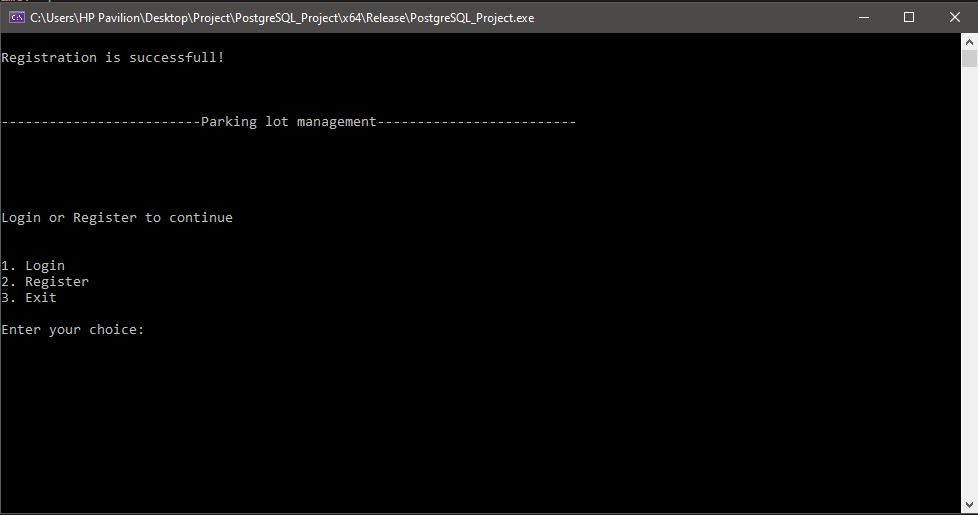 C:\Users\HP Pavilion\Desktop\Project\PostgreSQL_Project\x64\Release\PostgreSQL_Project.exe
Registration is successfull!
-------------------------Parking lot management-------------------------
Login or Register to continue
1. Login
2. Register
3. Exit
Enter your choice: